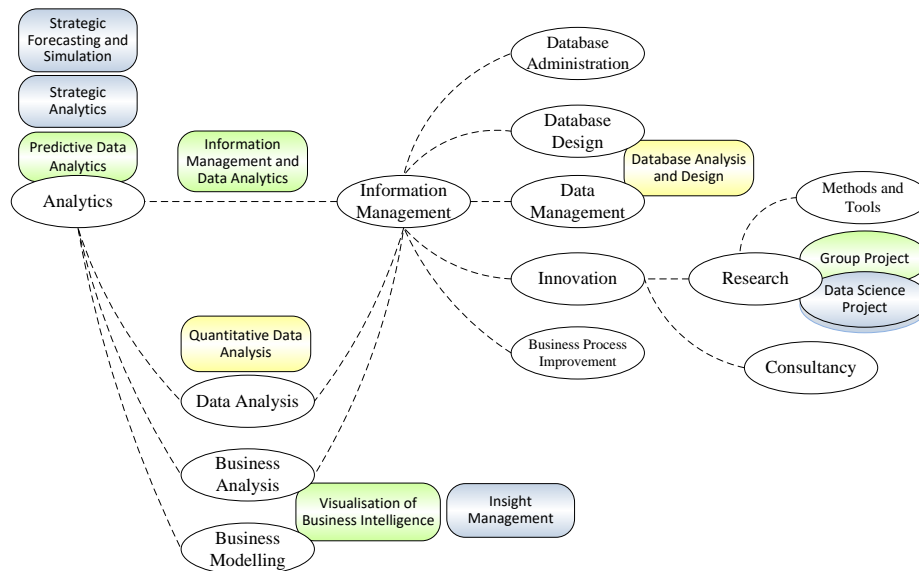 Strategic
Forecasting and
Simulation
Strategic
Analytics
Predictive Data
Analytics
Analytics
Information
Management and
Data Analytics
Information
Management
Database
Administration
Database
Design
Database Analysis
and Design
Data
Management
Innovation
Business Process
Improvement
Methods and
Tools
Research
Group Project
Data Science
Project
Consultancy
Quantitative Data
Analysis
Data Analysis
Business
Analysis
Visualisation of
Business Intelligence
Insight
Management
Business
Modelling